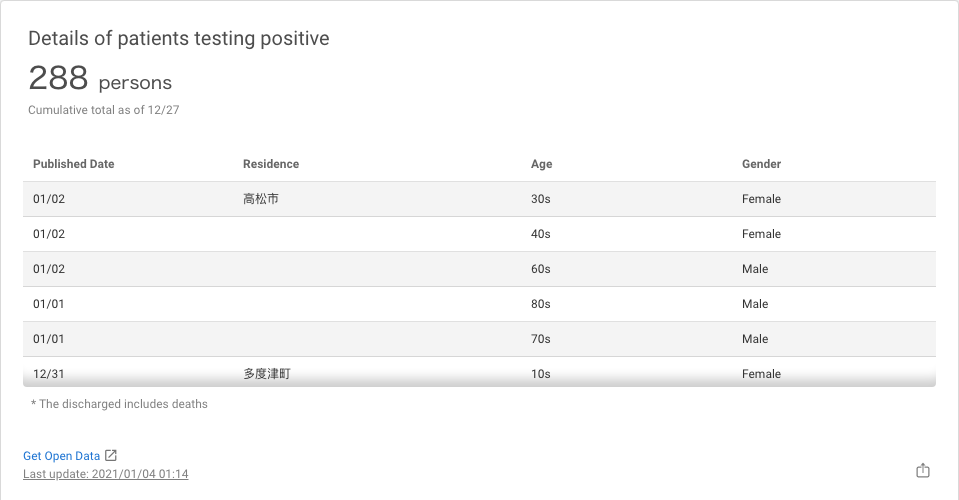 Details of patients testing positive
288 persons
Cumulative total as of 12/27
Published Date Residence Age Gender
01/02 高松市 30s Female
01/02 40s Female
01/02 60s Male
01/01 80s Male
01/01 70s Male
12/31 多度津町 10s Female
* The discharged includes deaths
Get Open Data
Last update: 2021/01/04 01:14